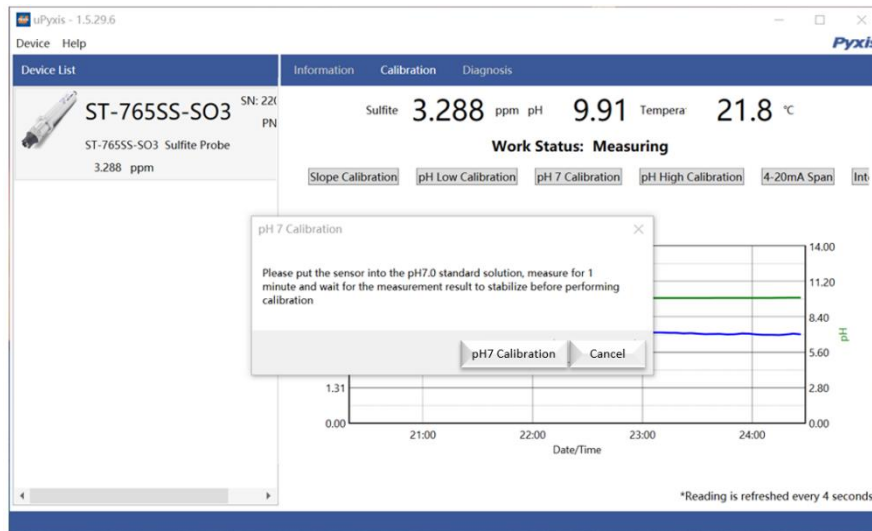 uPyxis - 1.5.29.6
Device Help
Pyxis
Device List
Information Calibration Diagnosis
ST-765SS-SO3
SN: 220
PN
ST-765SS-SO3 Sulfite Probe
3.288 ppm
Sulfite 3.288 ppm pH 9.91 Tempera 21.8 °C
Work Status: Measuring
Slope Calibration pH Low Calibration pH 7 Calibration pH High Calibration 4-20mA Span Int
pH 7 Calibration
Please put the sensor into the pH7.0 standard solution, measure for 1
minute and wait for the measurement result to stabilize before performing
calibration
pH7 Calibration Cancel
14.00
11.20
8.40
5.60
2.80
0.00
pH
1.31
0.00
21:00 22:00 23:00 24:00
Date/Time
*Reading is refreshed every 4 seconds